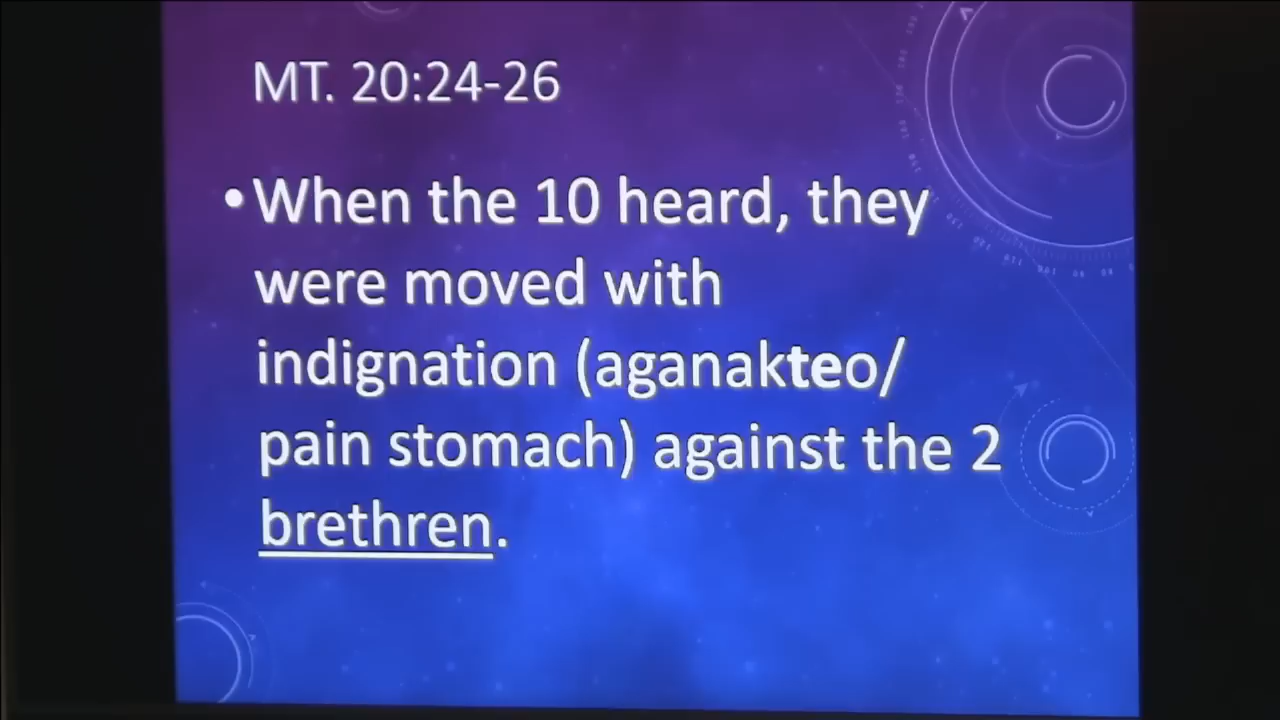 MT. 20:24-26
• When the 10 heard, they
were moved with
indignation (aganakteo/
pain stomach) against the 2
brethren.